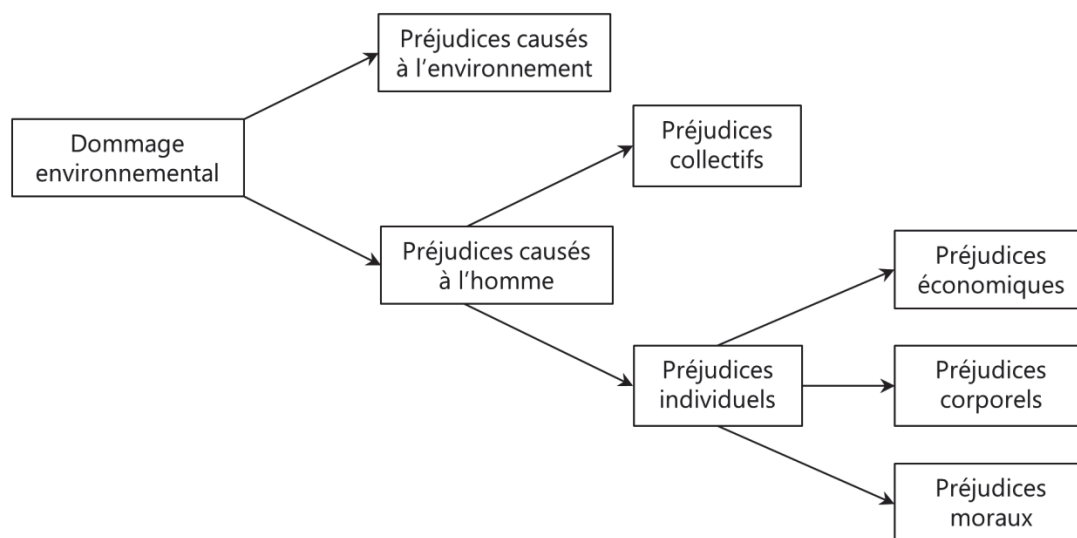 Préjudices causés
à l’environnement
Dommage
environnemental
Préjudices
collectifs
Préjudices causés
à l’homme
Préjudices
économiques
Préjudices
individuels
Préjudices
corporels
Préjudices
moraux